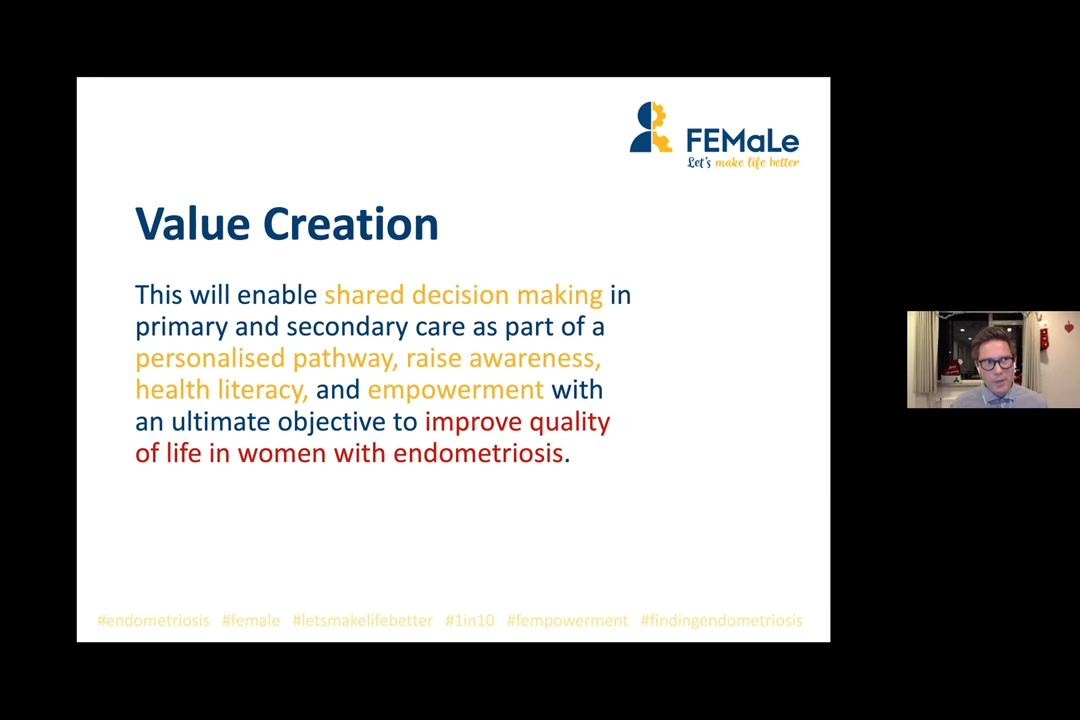 FEMaLe
Let's make life better
Value Creation
This will enable shared decision making in
primary and secondary care as part of a
personalised pathway, raise awareness,
health literacy, and empowerment with
an ultimate objective to improve quality
of life in women with endometriosis.
#endometriosis #female #letsmakelifebetter #1in10 #fempowerment #findingendometriosis